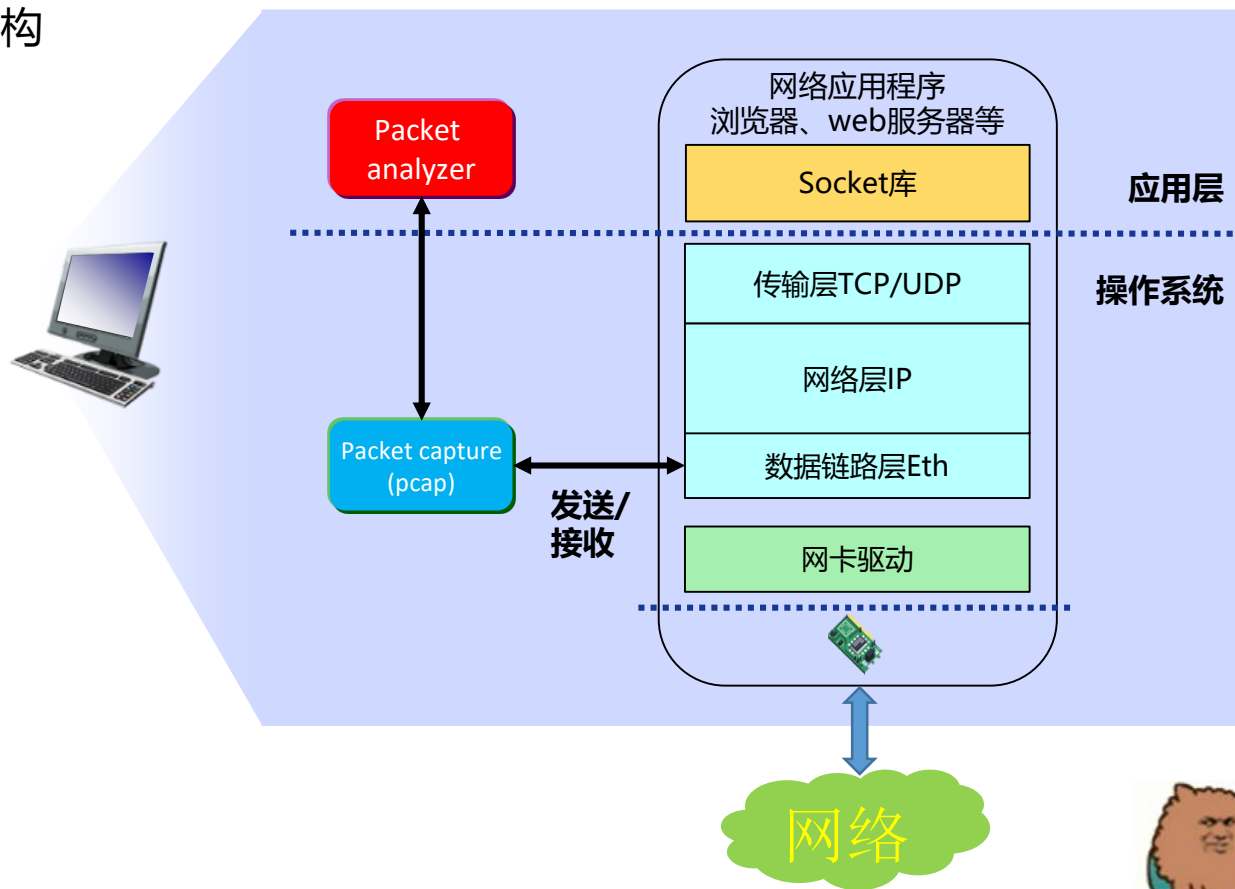 构
网络应用程序
浏览器、web服务器等
Packet
analyzer
Socket库
应用层
传输层TCP/UDP
操作系统
网络层IP
Packet capture
(pcap)
数据链路层Eth
发送/
接收
网卡驱动
网络